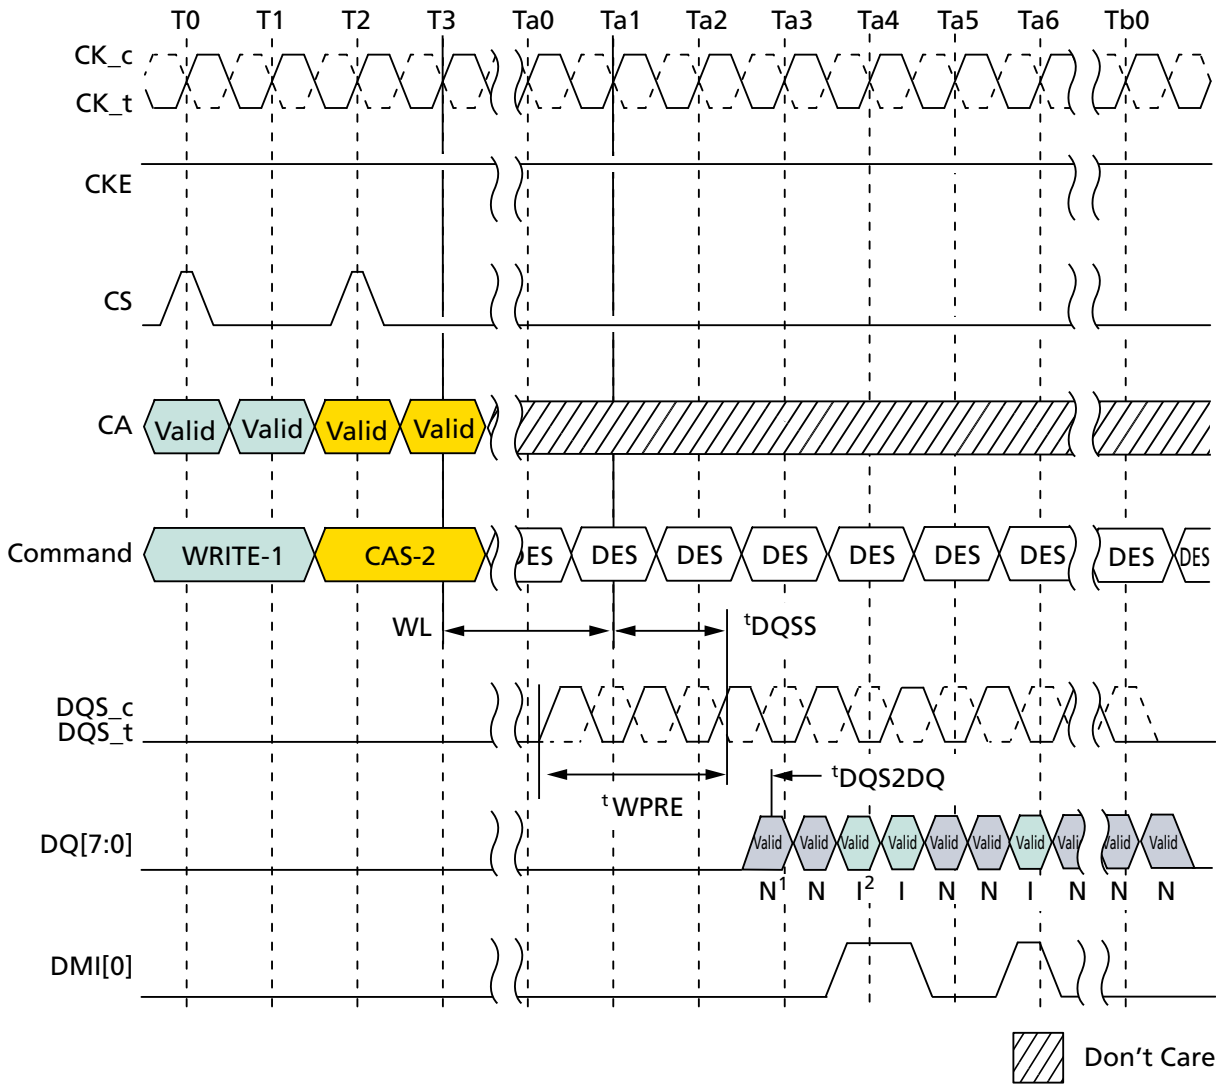 T0 T1 T2 T3 Ta0 Ta1 Ta2 Ta3 Ta4 Ta5 Ta6 Tb0
CK_c
CK_t
CKE
CS
CA Valid Valid Valid Valid
Command WRITE-1 CAS-2 DES DES DES DES DES DES DES DES DES
WL tDQSS
DQS_c
DQS_t
tDQS2DQ
tWPRE
DQ[7:0] Valid Valid Valid Valid Valid Valid Valid Vali Valid Valid
N1 N I2 I N N I N N N
DMI[0]
Don't Care